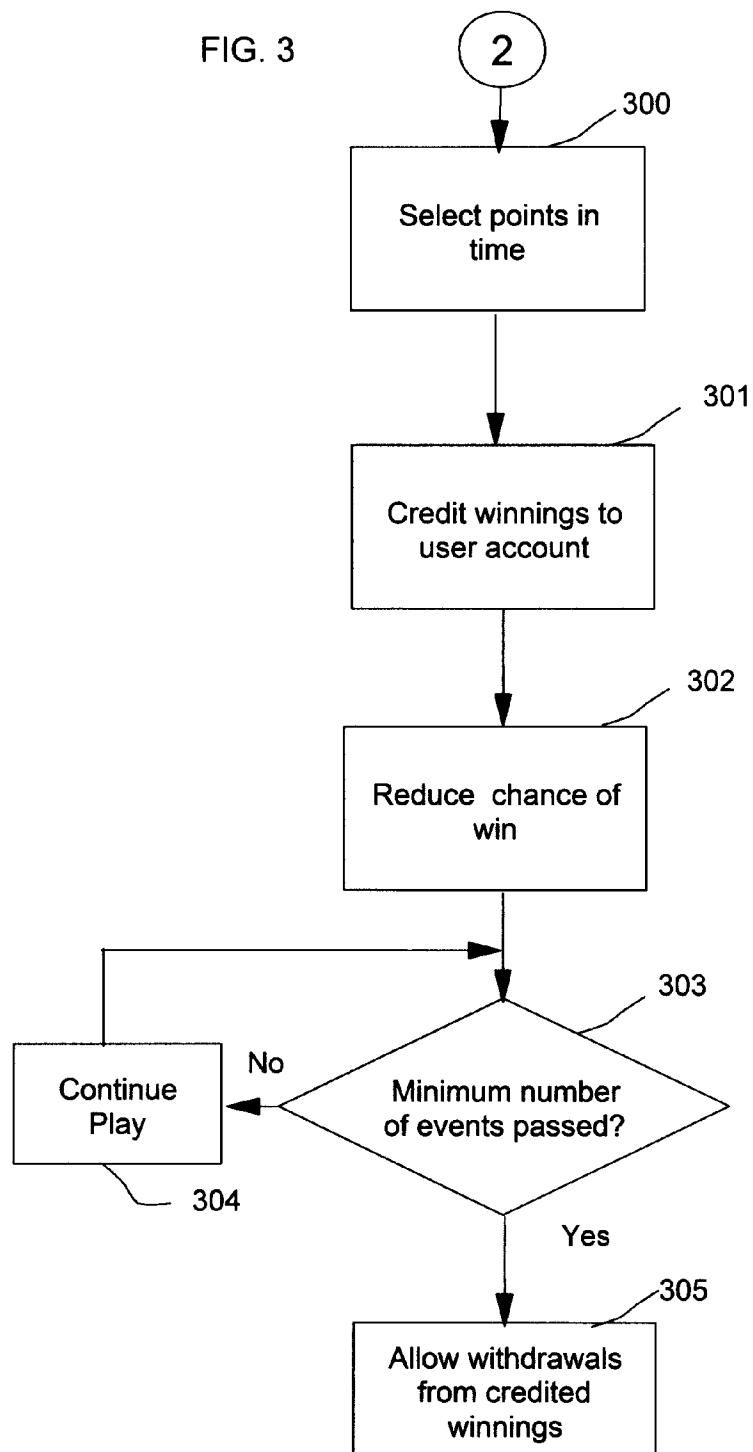 FIG. 3
2
300
Select points in
time
301
Credit winnings to
user account
302
Reduce chance of
win
303
Minimum number
of events passed?
No
Continue
Play
304
Yes
305
Allow withdrawals
from credited
winnings